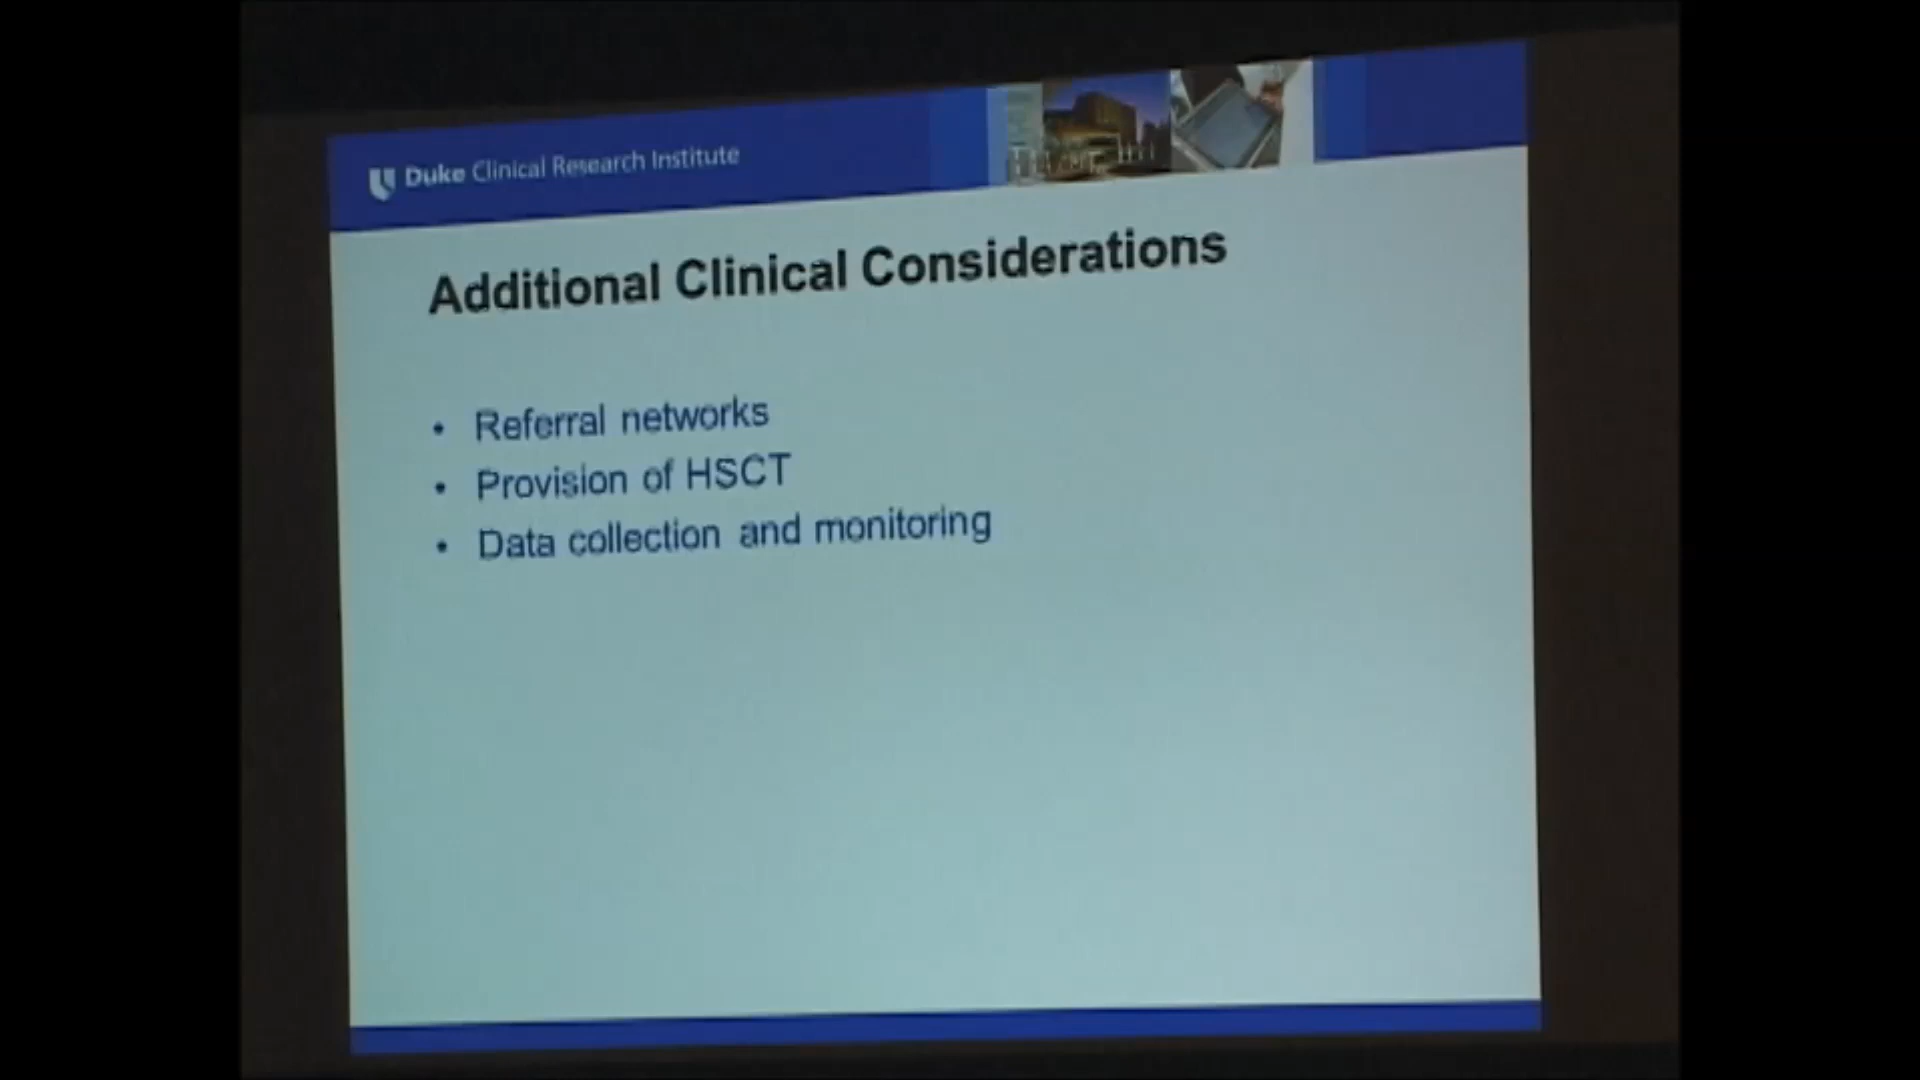 Duke Clinical Research Institute
Additional Clinical Considerations
• Referral networks
• Provision of HSCT
• Data collection and monitoring